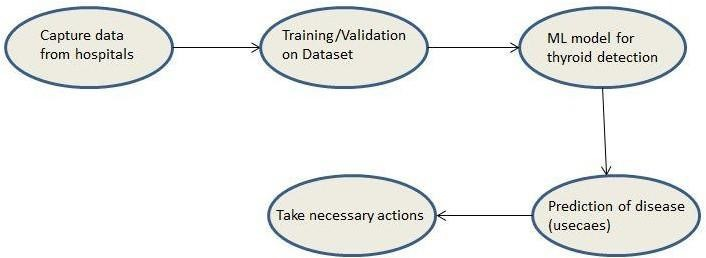 Capture data
from hospitals
Training/Validation
on Dataset
ML model for
thyroid detection
Prediction of disease
(usecaes)
Take necessary actions